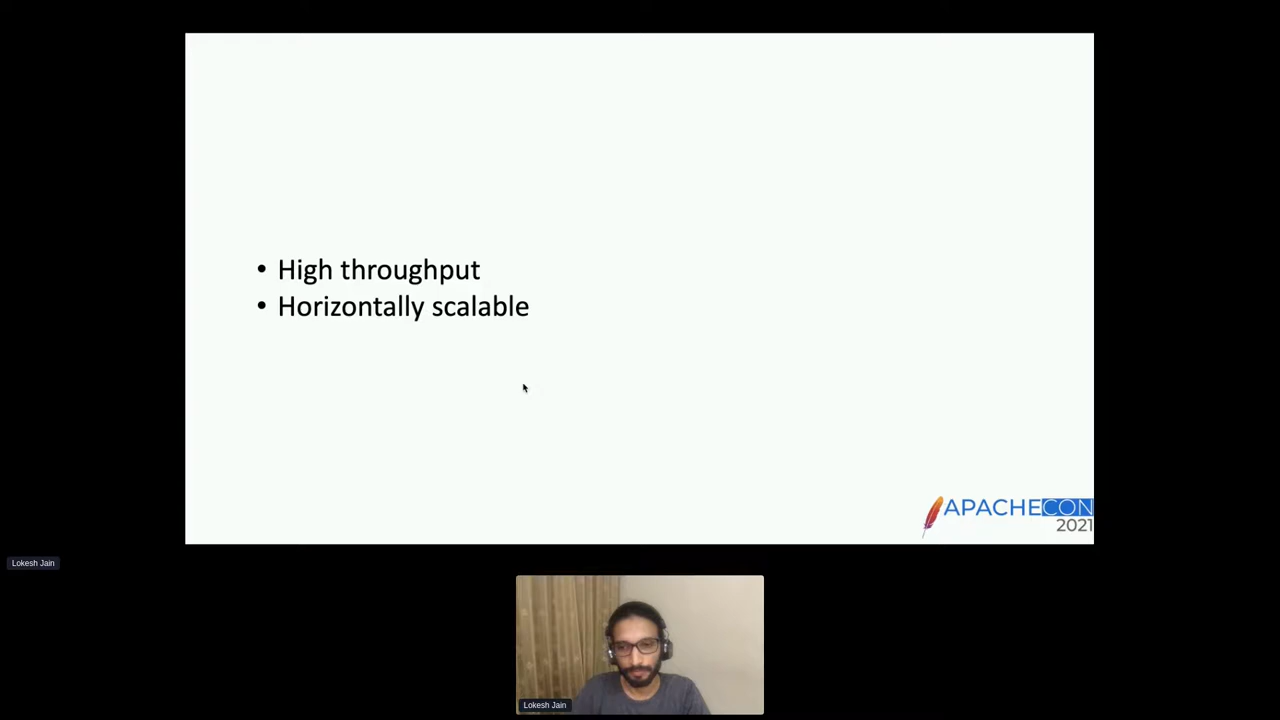 • High throughput
• Horizontally scalable
APACHECON
2021
Lokesh Jain
Lokesh Jain